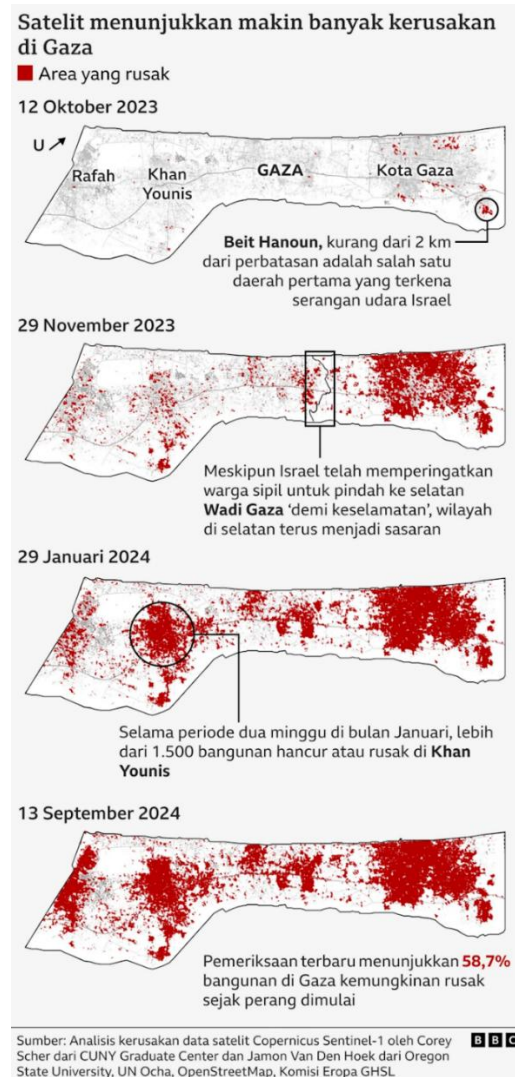 Satelit menunjukkan makin banyak kerusakan
di Gaza
Area yang rusak
12 Oktober 2023
U
Rafah
Khan
Younis
GAZA
Kota Gaza
Beit Hanoun, kurang dari 2 km
dari perbatasan adalah salah satu
daerah pertama yang terkena
serangan udara Israel
29 November 2023
Meskipun Israel telah memperingatkan
warga sipil untuk pindah ke selatan
Wadi Gaza ‘demi keselamatan’, wilayah
di selatan terus menjadi sasaran
29 Januari 2024
Selama periode dua minggu di bulan Januari, lebih
dari 1.500 bangunan hancur atau rusak di Khan
Younis
13 September 2024
Pemeriksaan terbaru menunjukkan 58,7%
bangunan di Gaza kemungkinan rusak
sejak perang dimulai
Sumber: Analisis kerusakan data satelit Copernicus Sentinel-1 oleh Corey
Scher dari CUNY Graduate Center dan Jamon Van Den Hoek dari Oregon
State University, UN Ocha, OpenStreetMap, Komisi Eropa GHSL
BBC